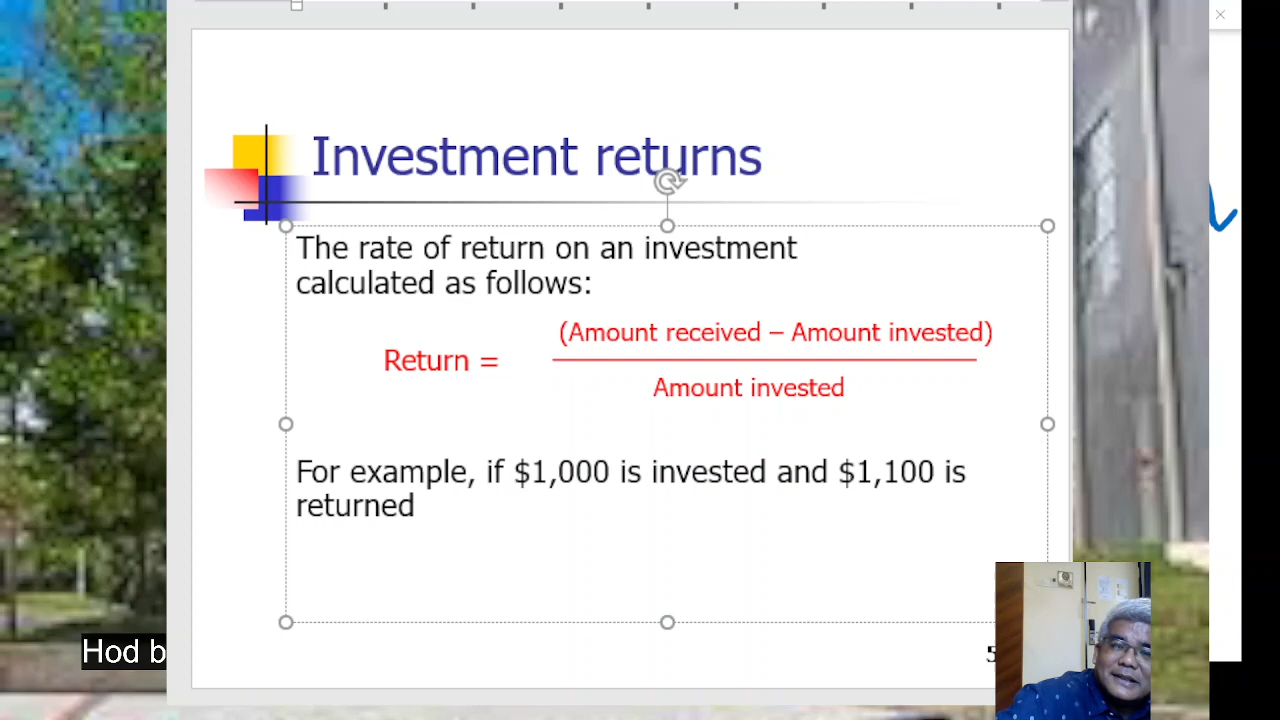 Investment returns
The rate of return on an investment
calculated as follows:
(Amount received – Amount invested)
Return =
Amount invested
For example, if $1,000 is invested and $1,100 is
returned
5
Hod b